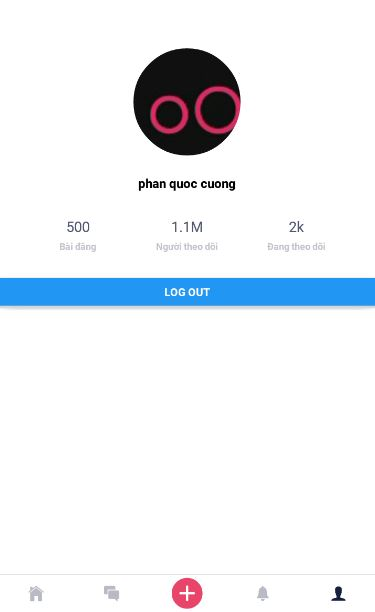 phan quoc cuong
500 1.1M 2k
Bài đăng Người theo dõi Đang theo dõi
LOG OUT